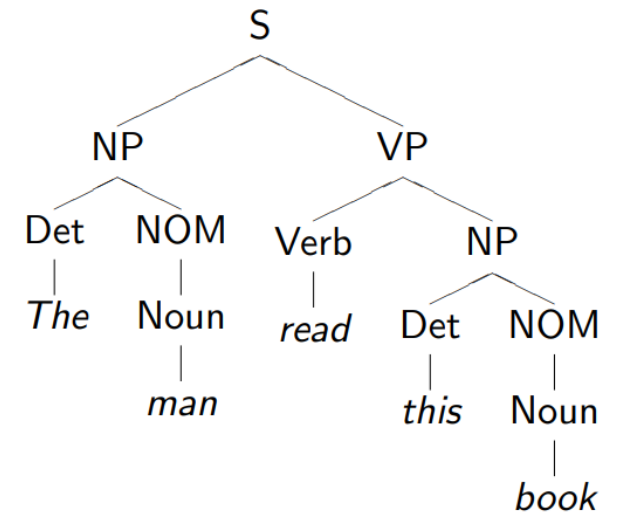 S
NP VP
Det NOM Verb NP
The Noun read Det NOM
man this Noun
book